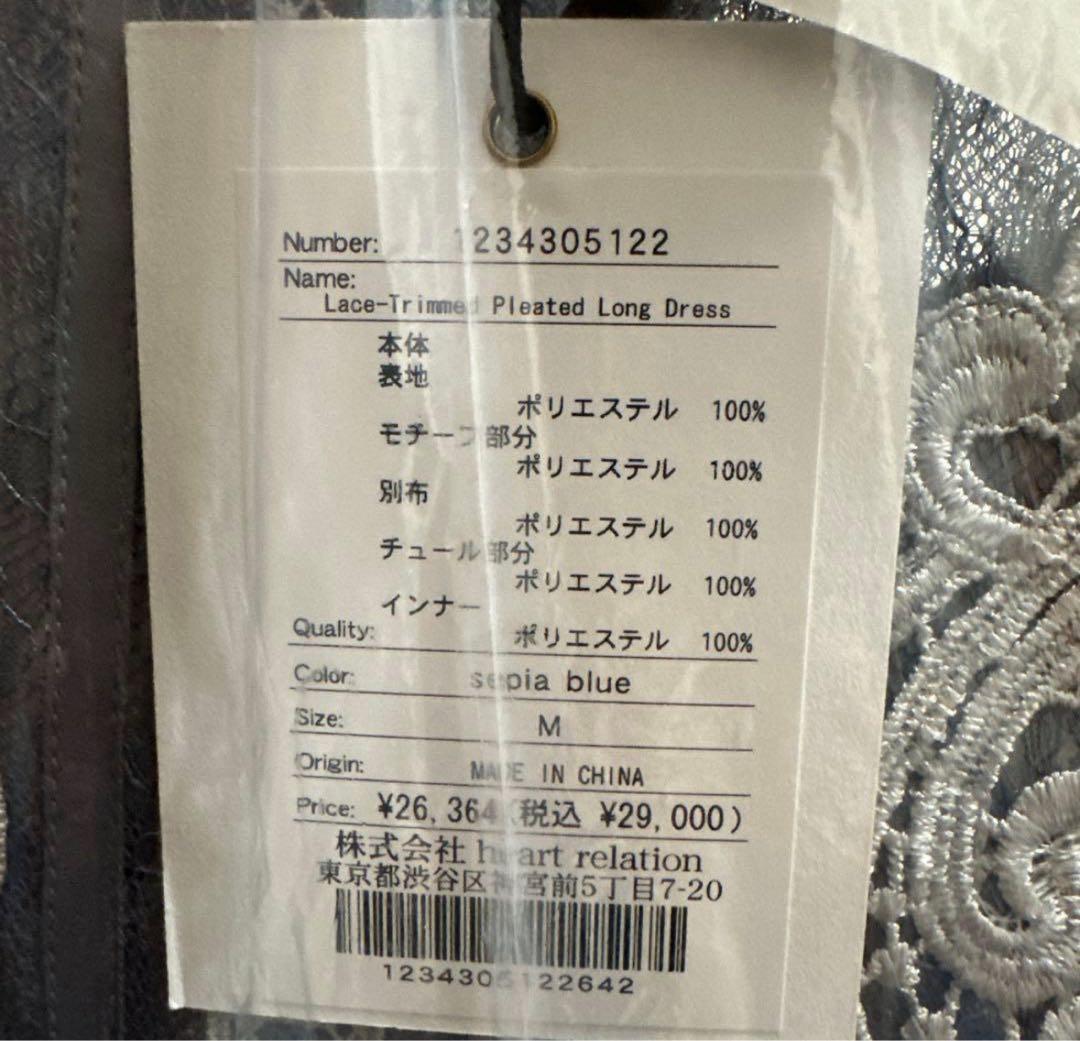 Number: 1234305122
Name:
Lace-Trimmed Pleated Long Dress
本体
表地
ポリエステル 100%
モチーフ部分
ポリエステル 100%
別布
ポリエステル 100%
チュール部分
ポリエステル 100%
インナー
Quality: ポリエステル 100%
Color: sepia blue
Size: M
Origin: MADE IN CHINA
Price: ¥26,364(税込 ¥29,000)
株式会社 heart relation
東京都渋谷区神宮前5丁目7-20
1234305122642